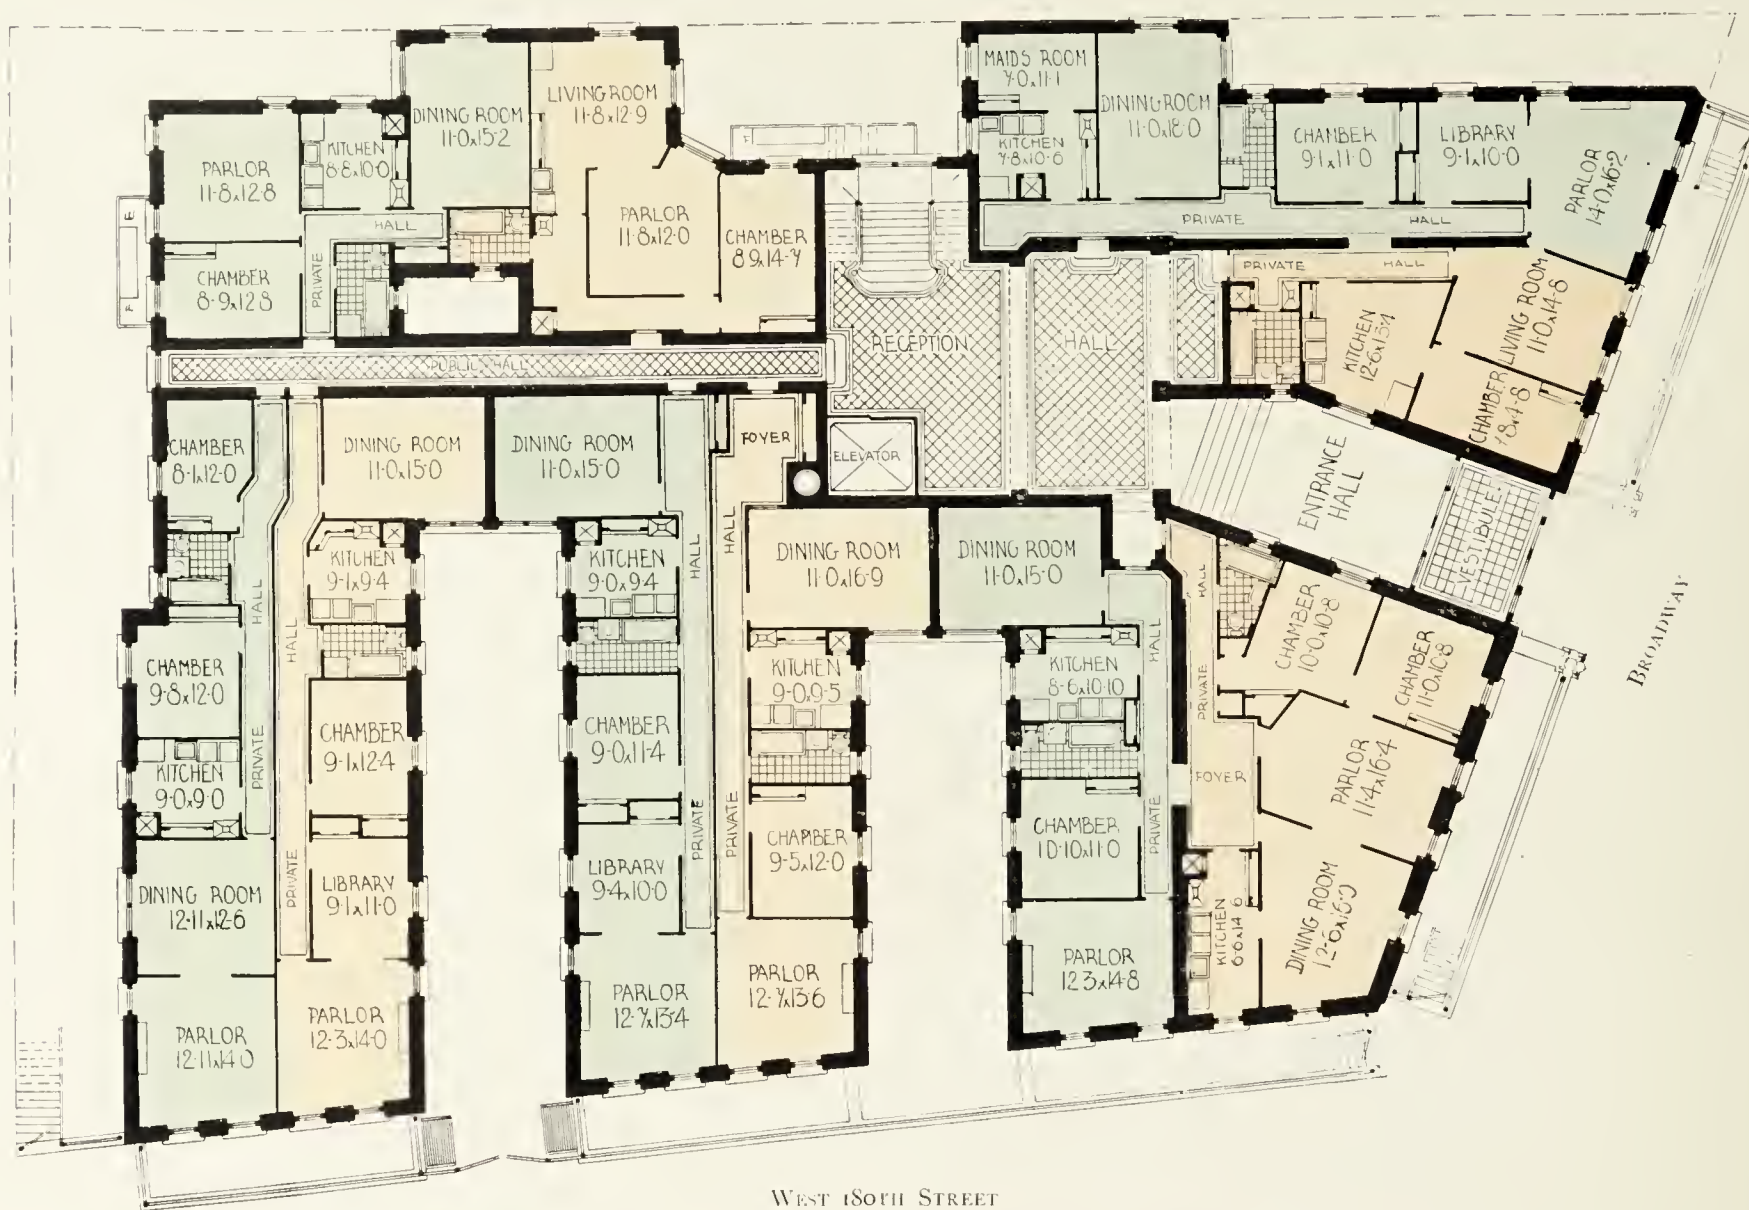 MAIDS ROOM
7-0x11-1
DINING ROOM
11-0x15-2
LIVING ROOM
11-8x12-9
DINING ROOM
11-0x18-0
KITCHEN
7-8x10-6
CHAMBER
9-1x11-0
LIBRARY
9-1x10-0
PARLOR
14-0x16-2
PARLOR
11-8x12-8
KITCHEN
8-8x10-0
PARLOR
11-8x12-0
CHAMBER
8 9x14-7
HALL
PRIVATE
PRIVATE HALL
CHAMBER
8-9x12 8
F E
PRIVATE HALL
LIVING ROOM
11-0x14-8
KITCHEN
CHAMBER
RECEPTION HALL
PUBLIC HALL
ELEVATOR
FOYER
CHAMBER
8-1x12-0
DINING ROOM
11-0x15-0
DINING ROOM
11-0x15-0
ENTRANCE
HALL
VESTIBULE
HALL
HALL
HALL
HALL
HALL
HALL
KITCHEN
9-1x9-4
KITCHEN
9-0x9-4
DINING ROOM
11-0x16-9
DINING ROOM
11-0x15-0
CHAMBER
10-0x10-8
CHAMBER
11-0x10-8
BROADWAY
CHAMBER
9-8x12-0
CHAMBER
9-1x12-4
CHAMBER
9-0x11-4
KITCHEN
9-0x9-5
KITCHEN
8-6x10-10
PRIVATE
PRIVATE
PRIVATE
PRIVATE
PRIVATE
PRIVATE
FOYER
PARLOR
11-4x16-4
KITCHEN
9-0x9-0
CHAMBER
9-5x12-0
CHAMBER
10-10x11-0
DINING ROOM
12-11x12-6
LIBRARY
9-1x11-0
LIBRARY
9-4x10-0
KITCHEN
6-6x14 6
DINING ROOM
PARLOR
12-11x14-0
PARLOR
12-3x14-0
PARLOR
12-7x13-4
PARLOR
12-7x13-6
PARLOR
12 3x14-8
WEST 180TH STREET